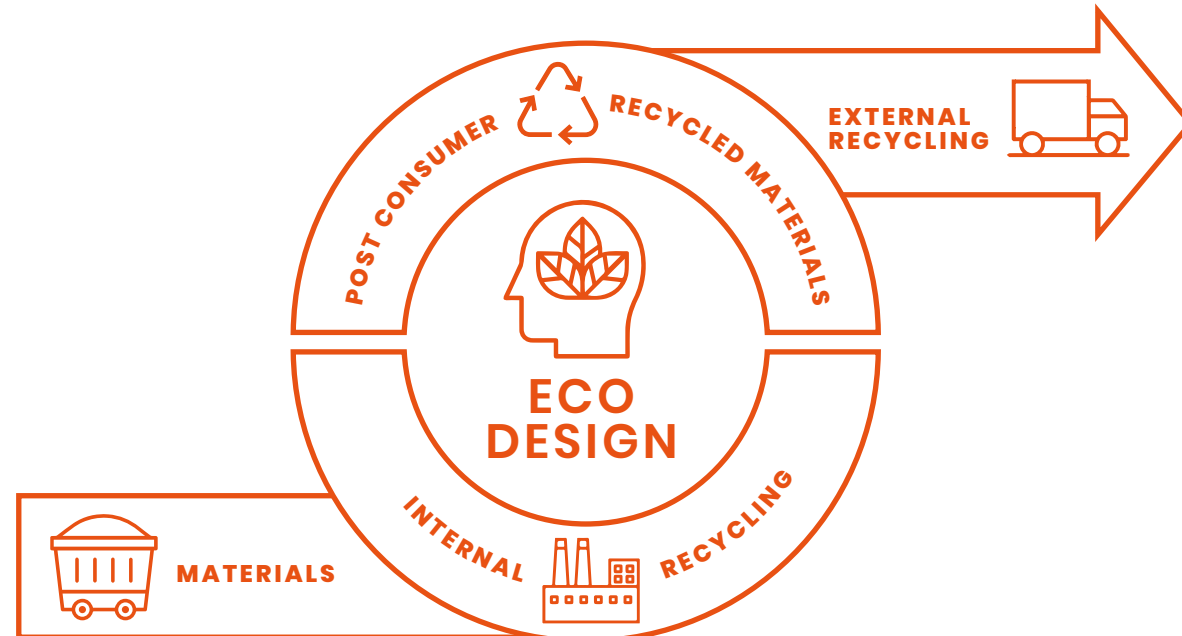 POST CONSUMER
RECYCLED MATERIALS
EXTERNAL
RECYCLING
ECO
DESIGN
INTERNAL
RECYCLING
MATERIALS